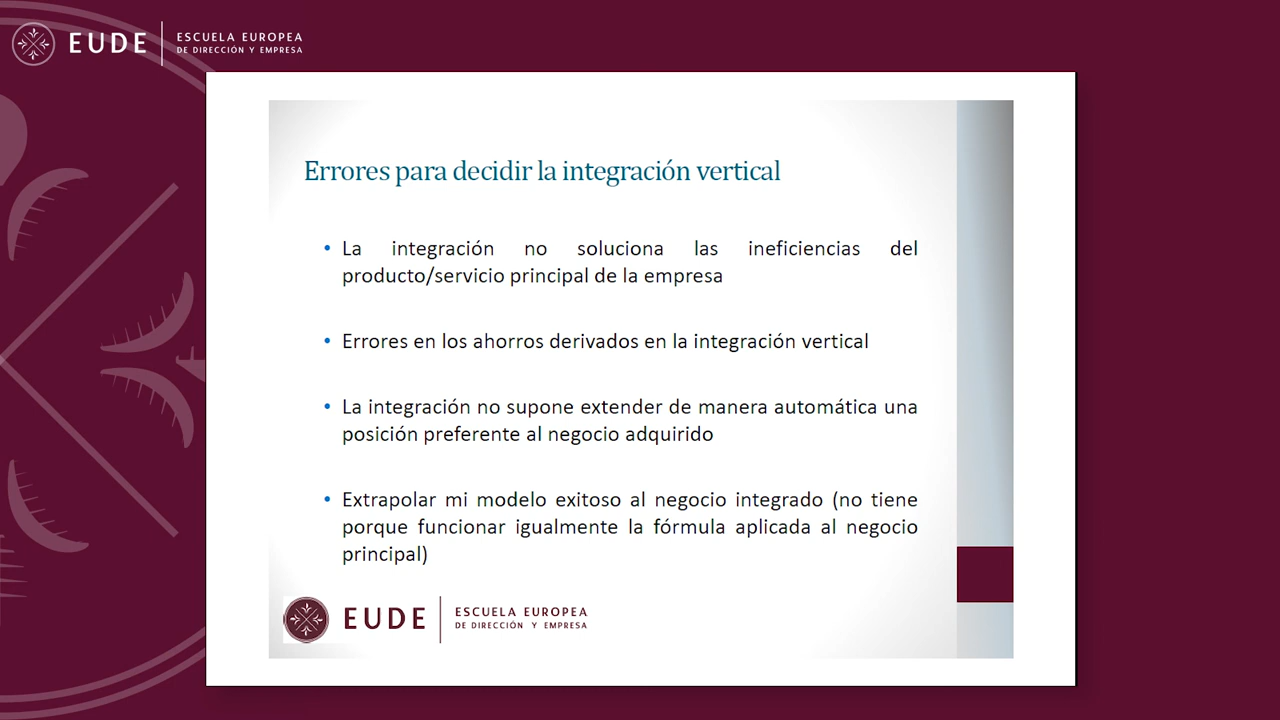 EUDE
ESCUELA EUROPEA
DE DIRECCIÓN Y EMPRESA
Errores para decidir la integración vertical
• La integración no soluciona las ineficiencias del
producto/servicio principal de la empresa
• Errores en los ahorros derivados en la integración vertical
• La integración no supone extender de manera automática una
posición preferente al negocio adquirido
• Extrapolar mi modelo exitoso al negocio integrado (no tiene
porque funcionar igualmente la fórmula aplicada al negocio
principal)
EUDE
ESCUELA EUROPEA
DE DIRECCIÓN Y EMPRESA